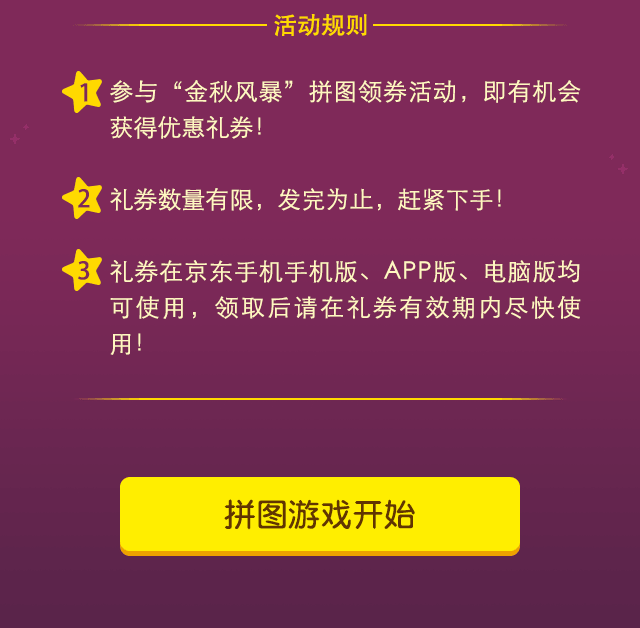 活动规则
1 参与“金秋风暴”拼图领券活动，即有机会
获得优惠礼券！
2 礼券数量有限，发完为止，赶紧下手！
3 礼券在京东手机手机版、APP版、电脑版均
可使用，领取后请在礼券有效期内尽快使
用！
拼图游戏开始